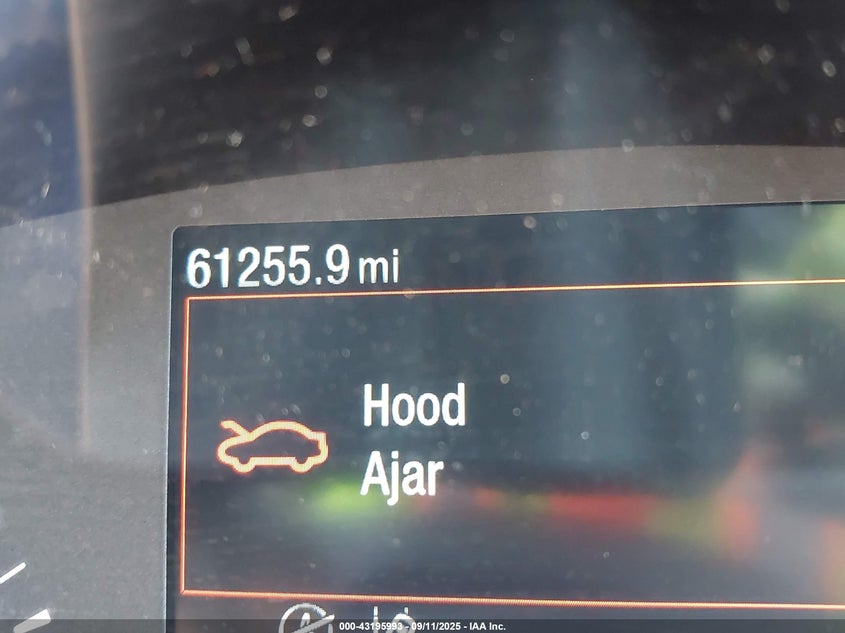 61255.9 mi
Hood
Ajar
000-43195993 - 09/11/2025 - IAA Inc.